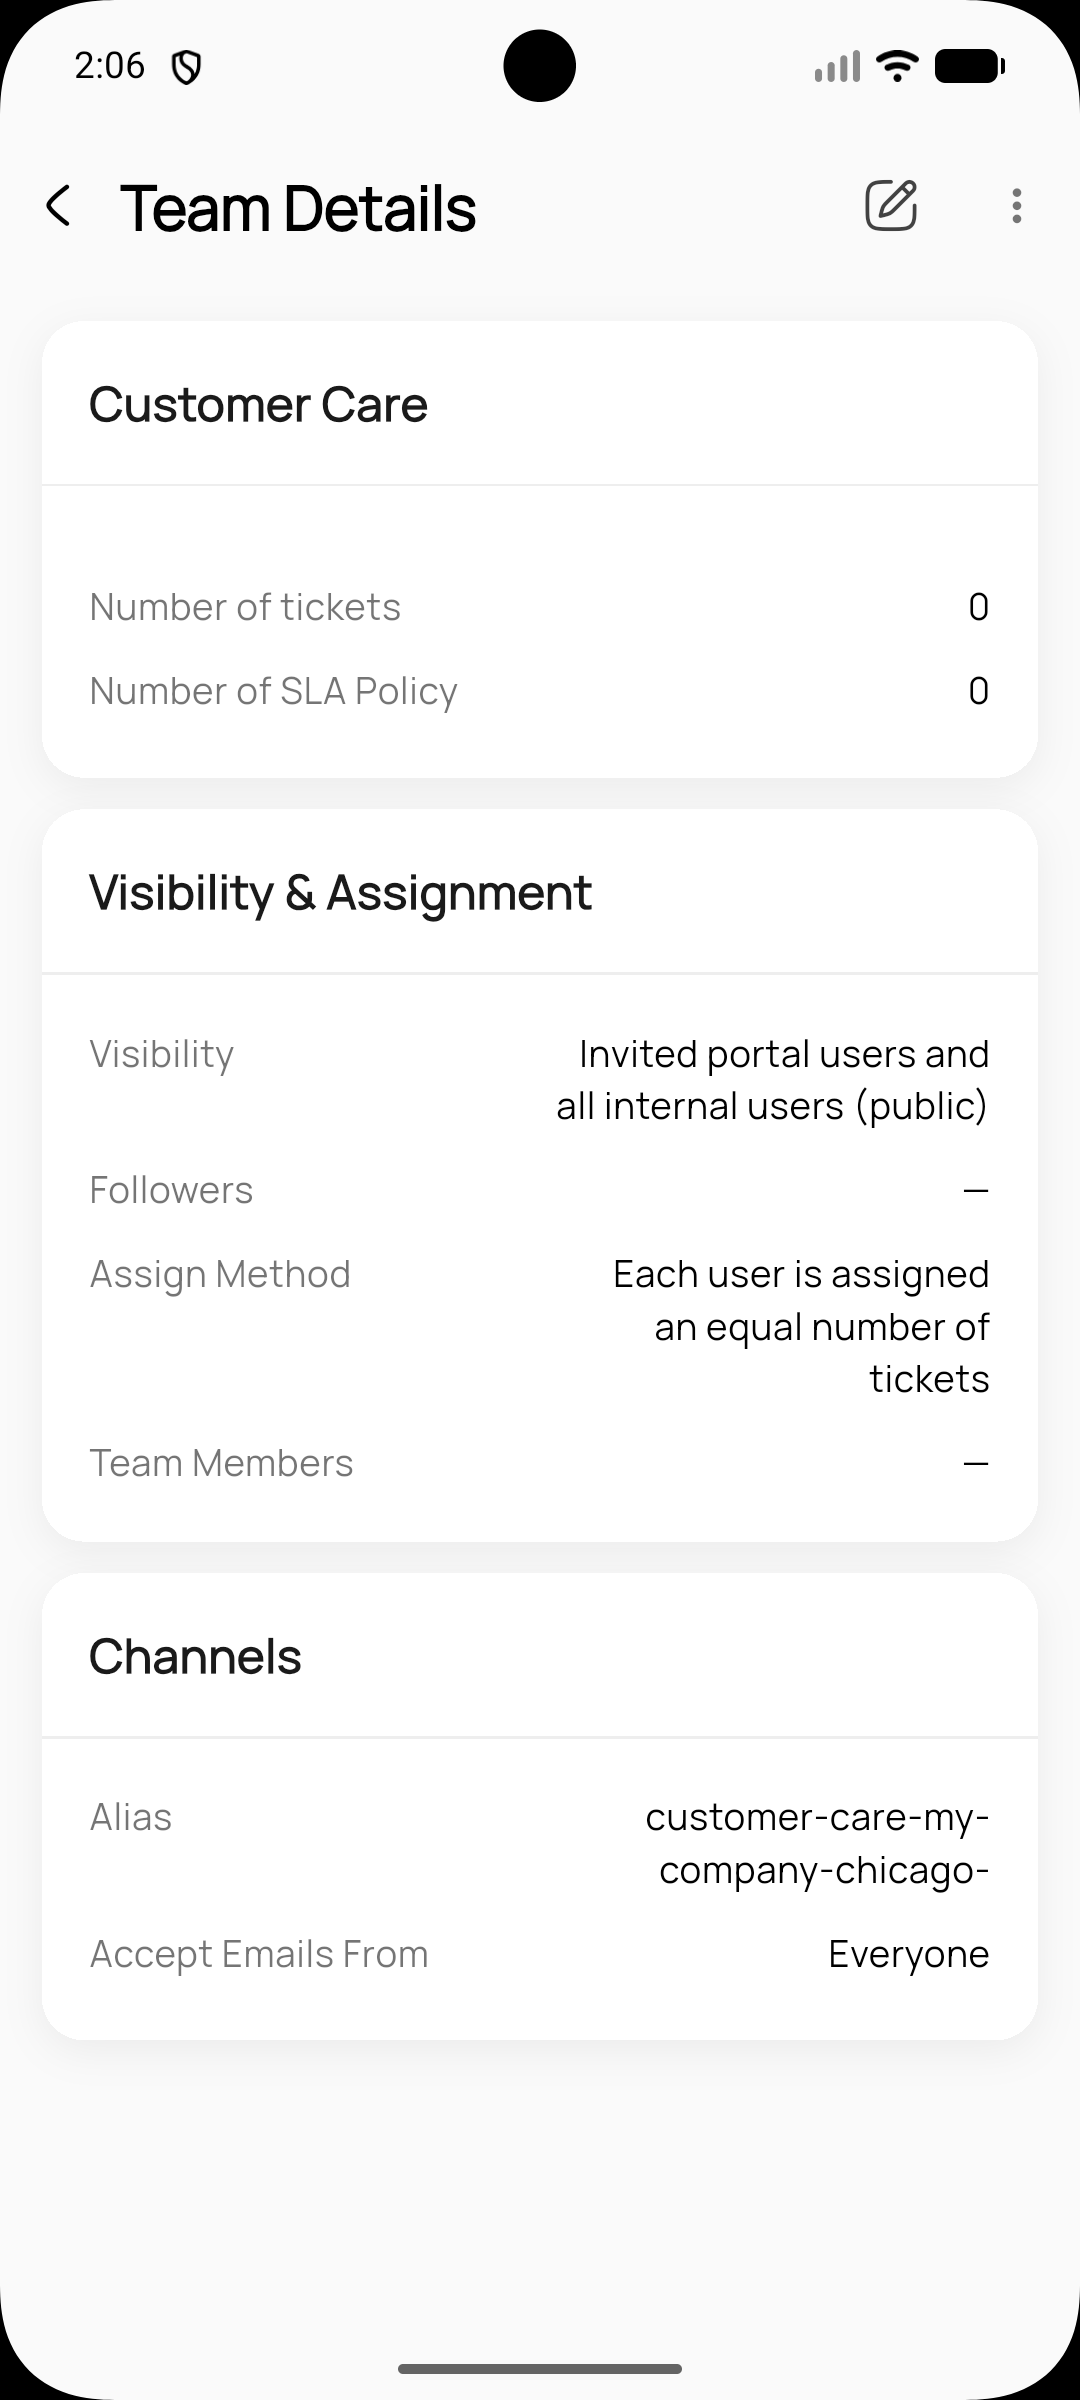 2:06
Team Details
Customer Care
Number of tickets 0
Number of SLA Policy 0
Visibility & Assignment
Visibility Invited portal users and
all internal users (public)
Followers —
Assign Method Each user is assigned
an equal number of
tickets
Team Members —
Channels
Alias customer-care-my-
company-chicago-
Accept Emails From Everyone